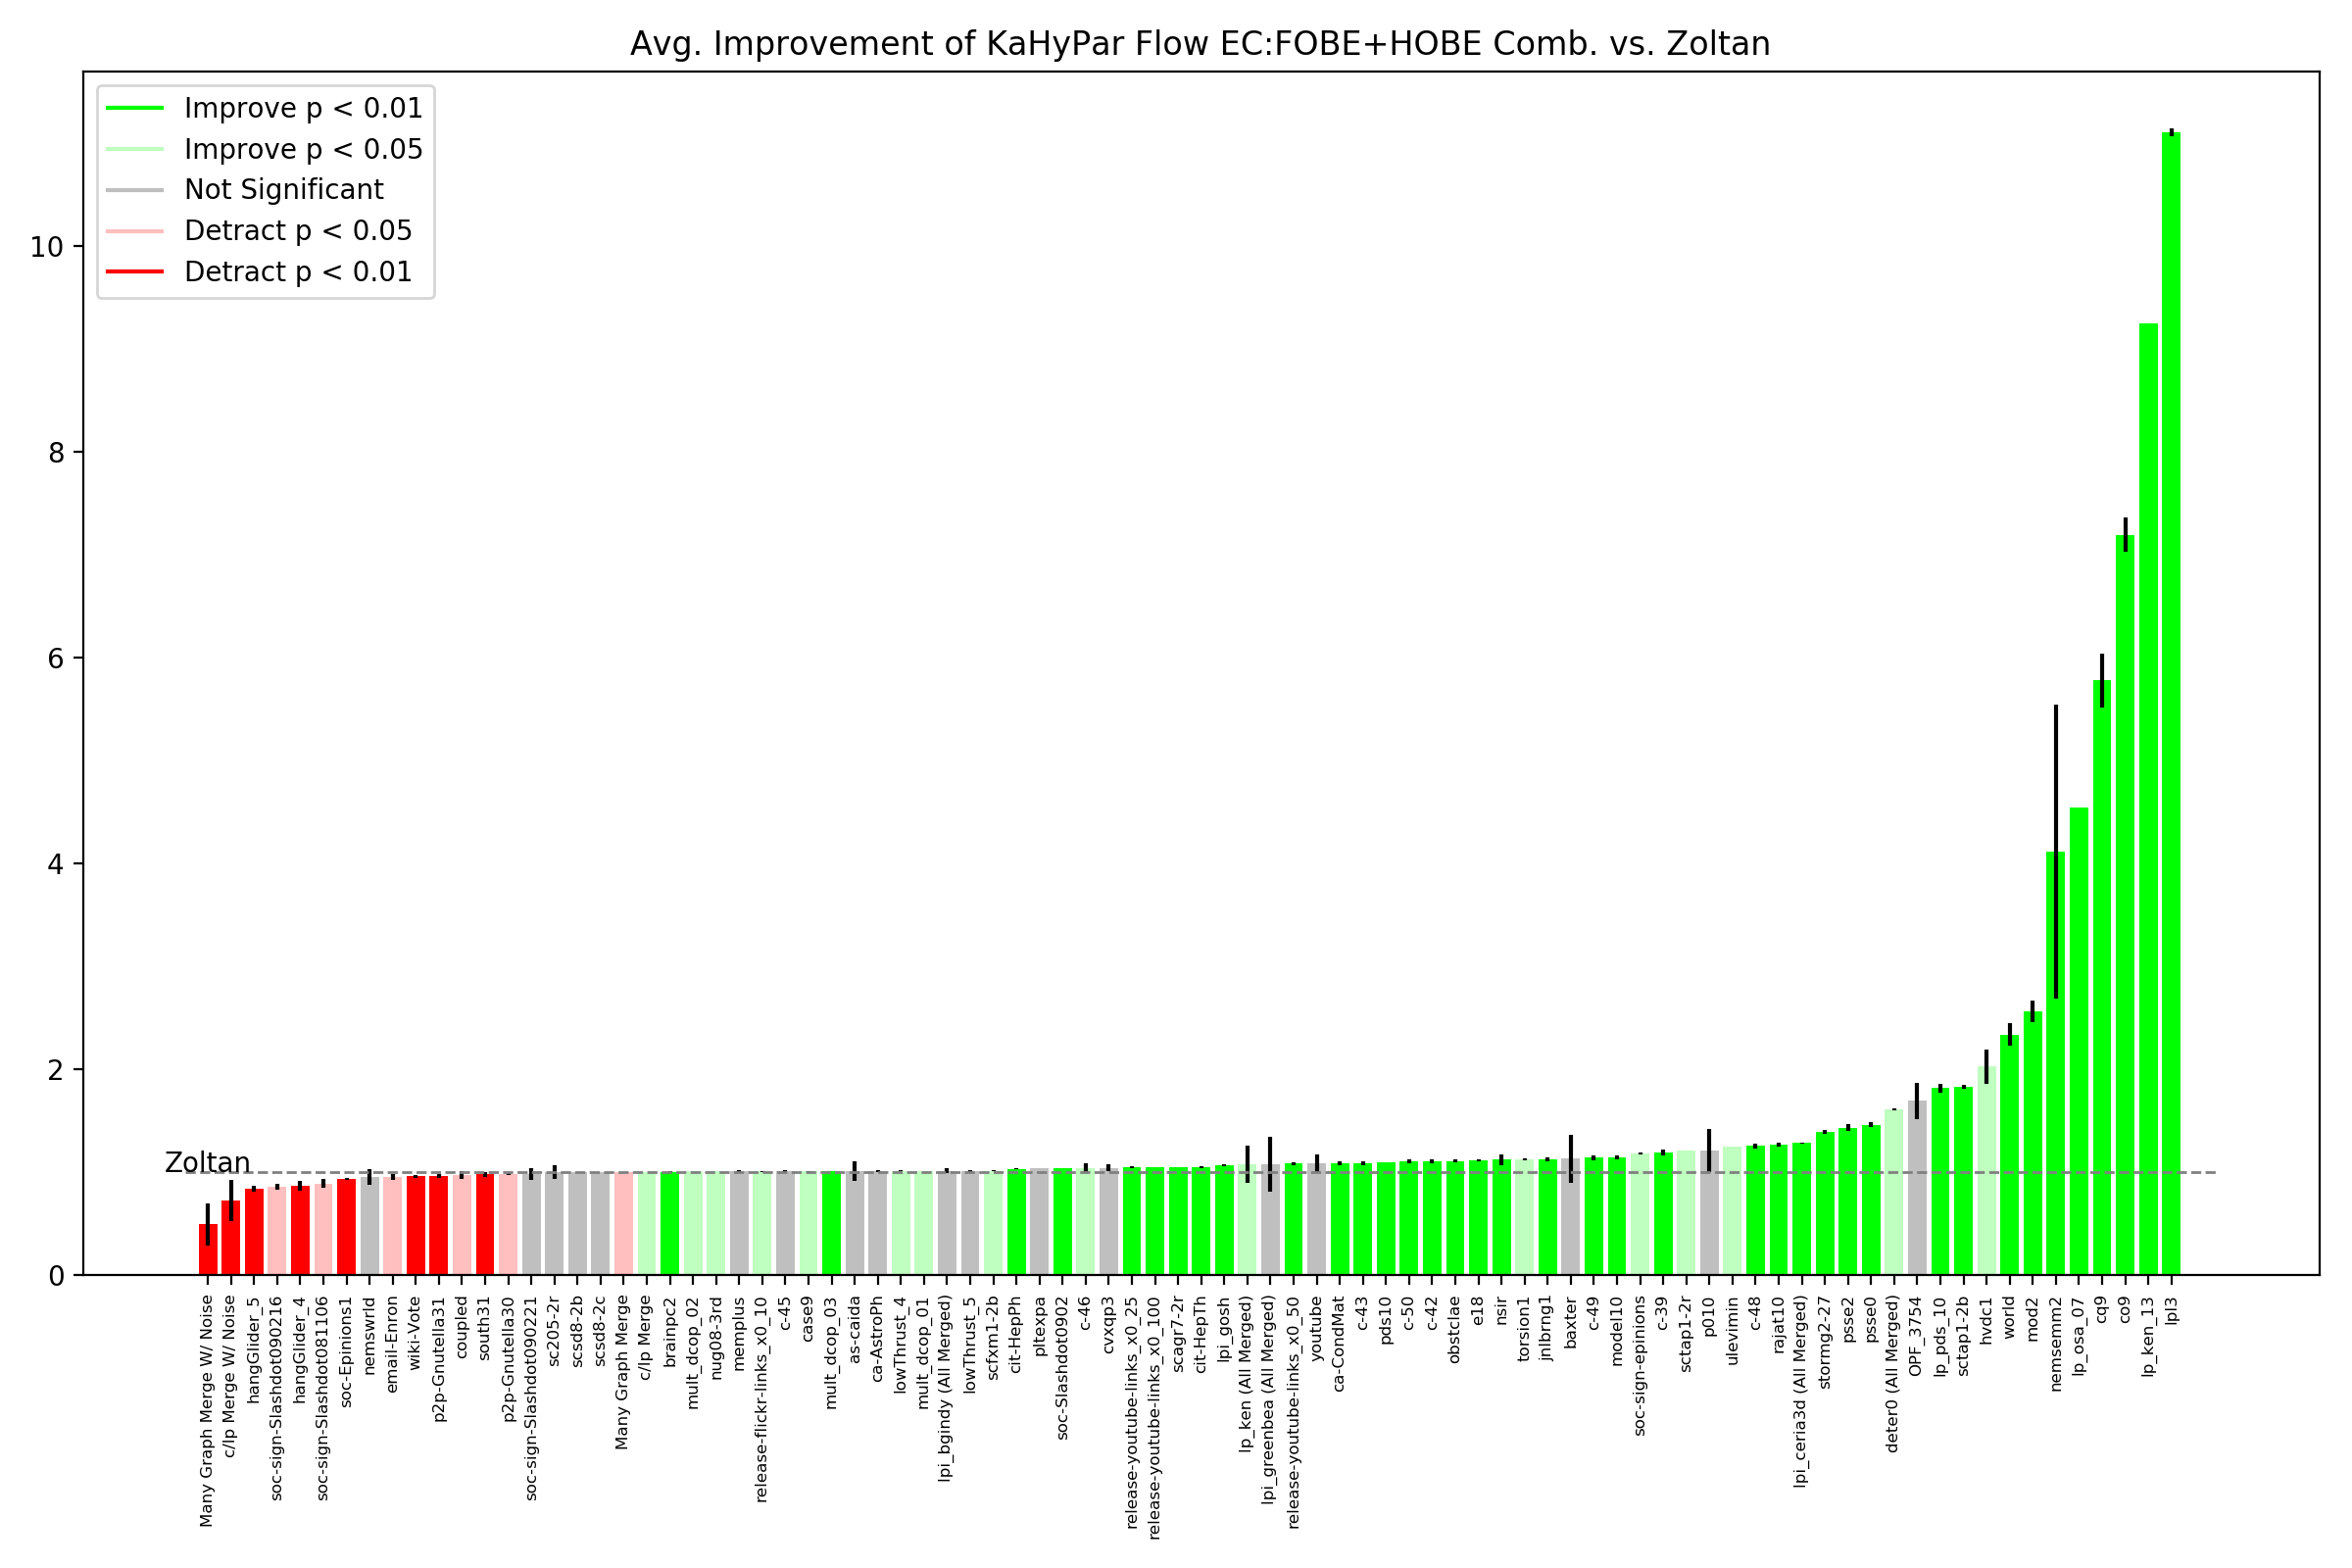 Avg. Improvement of KaHyPar Flow EC:FOBE+HOBE Comb. vs. Zoltan
Improve p < 0.01
Improve p < 0.05
Not Significant
Detract p < 0.05
Detract p < 0.01
10
8
6
4
2
0
Zoltan
Many Graph Merge W/ Noise
c/lp Merge W/ Noise
hangGlider_5
soc-sign-Slashdot090216
hangGlider_4
soc-sign-Slashdot081106
soc-Epinions1
nemswrld
email-Enron
wiki-Vote
p2p-Gnutella31
coupled
south31
p2p-Gnutella30
soc-sign-Slashdot090221
sc205-2r
scsd8-2b
scsd8-2c
Many Graph Merge
c/lp Merge
brainpc2
mult_dcop_02
nug08-3rd
memplus
release-flickr-links_x0_10
c-45
case9
mult_dcop_03
as-caida
ca-AstroPh
lowThrust_4
mult_dcop_01
lpi_bgindy (All Merged)
lowThrust_5
scfxm1-2b
cit-HepPh
pltexpa
soc-Slashdot0902
c-46
cvxqp3
release-youtube-links_x0_25
release-youtube-links_x0_100
scagr7-2r
cit-HepTh
lpi_gosh
lp_ken (All Merged)
lpi_greenbea (All Merged)
release-youtube-links_x0_50
youtube
ca-CondMat
c-43
pds10
c-50
c-42
obstclae
e18
nsir
torsion1
jnlbrng1
baxter
c-49
model10
soc-sign-epinions
c-39
sctap1-2r
p010
ulevimin
c-48
rajat10
lpi_ceria3d (All Merged)
stormg2-27
psse2
psse0
deter0 (All Merged)
OPF_3754
lp_pds_10
sctap1-2b
hvdc1
world
mod2
nemsemm2
lp_osa_07
cq9
co9
lp_ken_13
lpl3